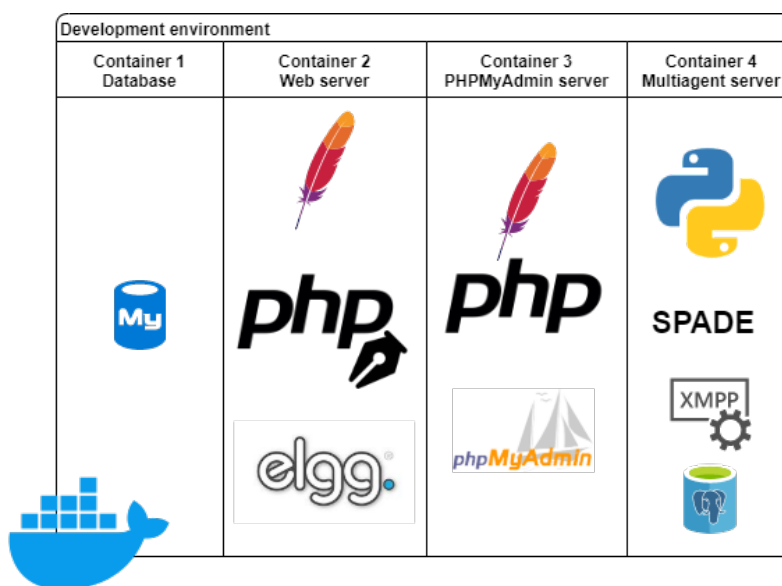 Development environment
Container 1
Database
Container 2
Web server
Container 3
PHPMyAdmin server
Container 4
Multiagent server
My
php
php
SPADE
elgg.
phpMyAdmin
XMPP